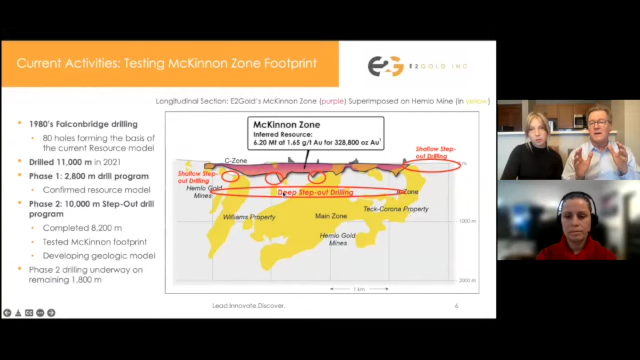 Current Activities: Testing McKinnon Zone Footprint
E2G
E2GOLD INC
Longitudinal Section: E2Gold's McKinnon Zone (purple) Superimposed on Hemlo Mine (in yellow)
• 1980's Falconbridge drilling
• 80 holes forming the basis of
the current Resource model
• Drilled 11,000 m in 2021
• Phase 1: 2,800 m drill program
• Confirmed resource model
• Phase 2: 10,000 m Step-Out drill
program
• Completed 8,200 m
• Tested McKinnon footprint
• Developing geologic model
• Phase 2 drilling underway on
remaining 1,800 m
McKinnon Zone
Inferred Resource:
6.20 Mt at 1.65 g/t Au for 328,800 oz Au¹
Shallow Step-
out Drilling
C-Zone
Shallow Step-
out Drilling
Hemlo Gold
Mines
Deep Step-out Drilling
Williams Property
Main Zone
Teck-Corona Property
Hemlo Gold
Mines
1000 m
2000 m
1 km
Lead.Innovate.Discover.
6